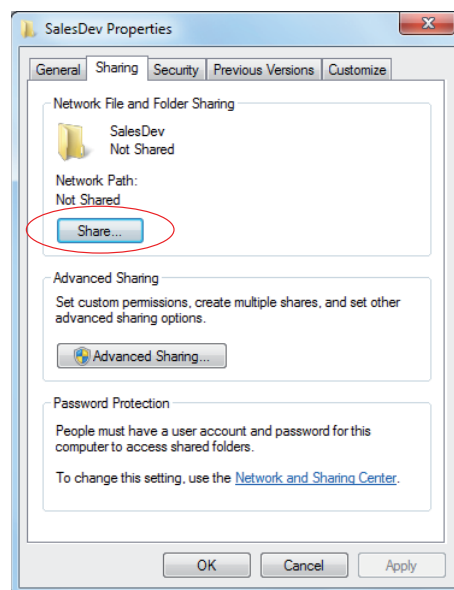 SalesDev Properties
General Sharing Security Previous Versions Customize
Network File and Folder Sharing
SalesDev
Not Shared
Network Path:
Not Shared
Share...
Advanced Sharing
Set custom permissions, create multiple shares, and set other
advanced sharing options.
Advanced Sharing...
Password Protection
People must have a user account and password for this
computer to access shared folders.
To change this setting, use the Network and Sharing Center.
OK Cancel Apply